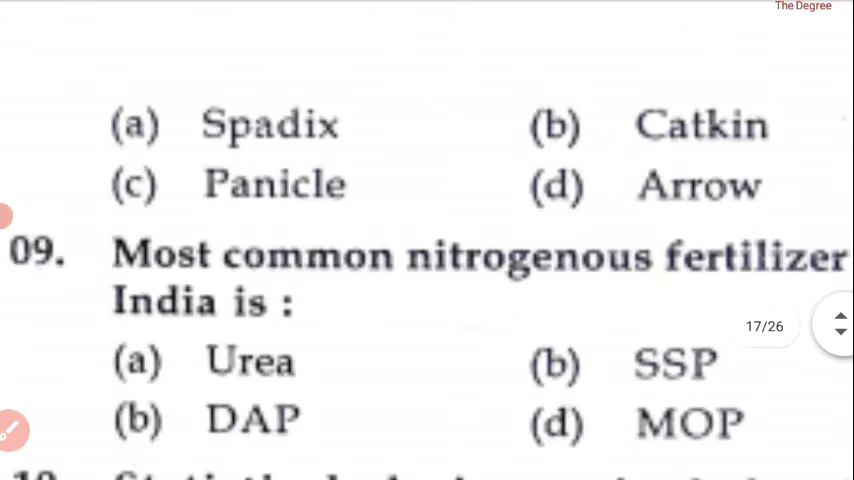 The Degree
(a) Spadix (b) Catkin
(c) Panicle (d) Arrow
09. Most common nitrogenous fertilizer
India is :
17/26
(a) Urea (b) SSP
(b) DAP (d) MOP